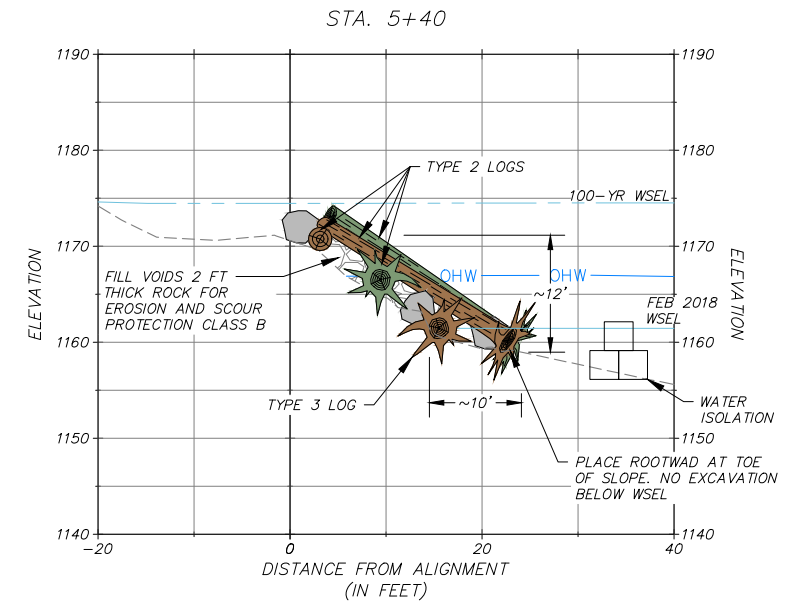 STA. 5+40
1190
1190
1180
1180
TYPE 2 LOGS
100-YR WSEL
1170
1170
ELEVATION
ELEVATION
FILL VOIDS 2 FT
THICK ROCK FOR
EROSION AND SCOUR
PROTECTION CLASS B
OHW
OHW
~12'
FEB 2018
WSEL
1160
1160
TYPE 3 LOG
~10'
WATER
ISOLATION
1150
1150
PLACE ROOTWAD AT TOE
OF SLOPE. NO EXCAVATION
BELOW WSEL
1140
1140
-20
0
20
40
DISTANCE FROM ALIGNMENT
(IN FEET)